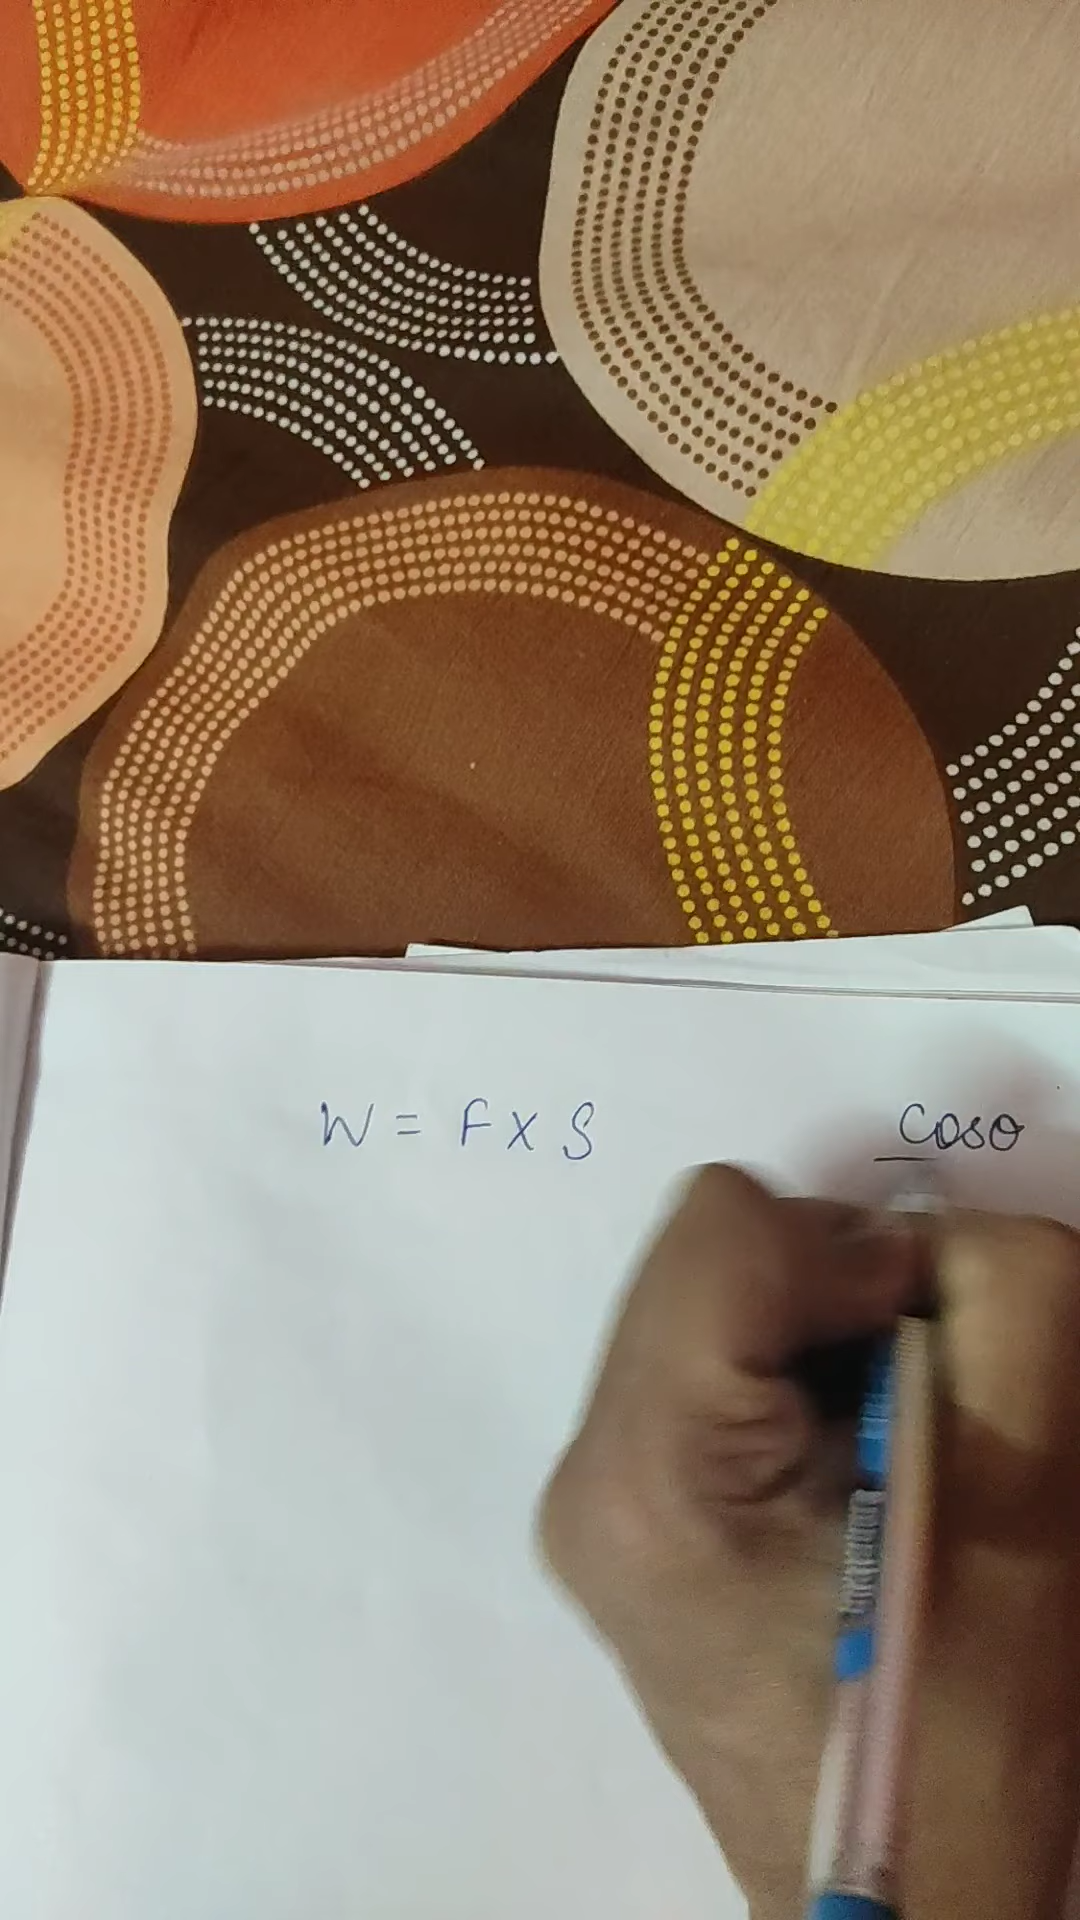 W = F x S cosθ